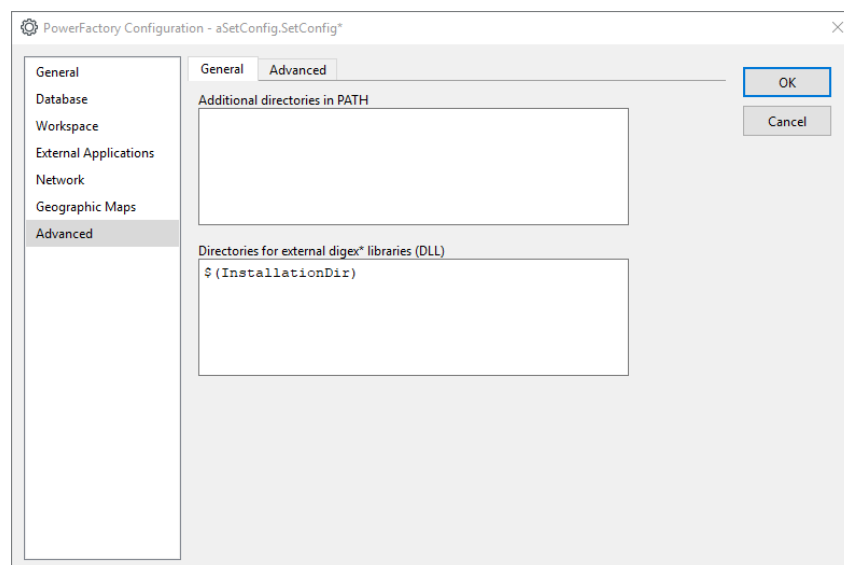 PowerFactory Configuration - aSetConfig.SetConfig*
General
Database
Workspace
External Applications
Network
Geographic Maps
Advanced
General Advanced
Additional directories in PATH
Directories for external digex* libraries (DLL)
$(InstallationDir)
OK
Cancel